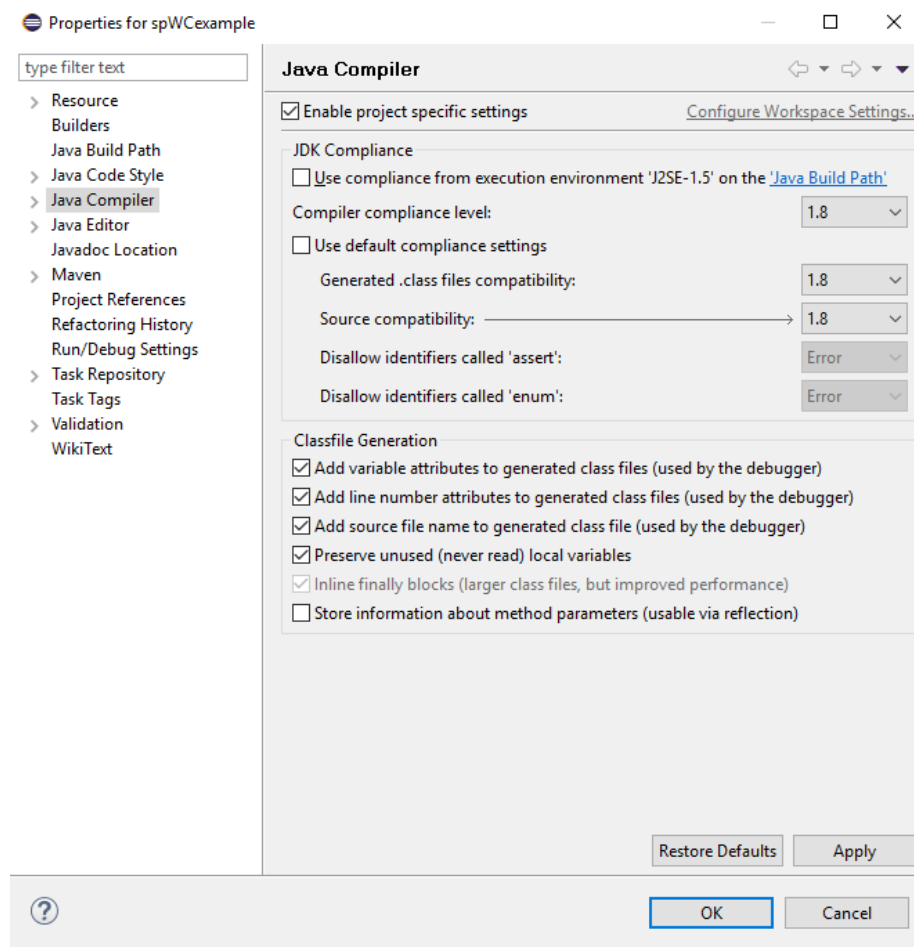 Properties for spWCexample
type filter text
Resource
Builders
Java Build Path
Java Code Style
Java Compiler
Java Editor
Javadoc Location
Maven
Project References
Refactoring History
Run/Debug Settings
Task Repository
Task Tags
Validation
WikiText
Java Compiler
Enable project specific settings
Configure Workspace Settings..
JDK Compliance
Use compliance from execution environment 'J2SE-1.5' on the 'Java Build Path'
Compiler compliance level: 1.8
Use default compliance settings
Generated .class files compatibility: 1.8
Source compatibility: 1.8
Disallow identifiers called 'assert': Error
Disallow identifiers called 'enum': Error
Classfile Generation
Add variable attributes to generated class files (used by the debugger)
Add line number attributes to generated class files (used by the debugger)
Add source file name to generated class file (used by the debugger)
Preserve unused (never read) local variables
Inline finally blocks (larger class files, but improved performance)
Store information about method parameters (usable via reflection)
Restore Defaults
Apply
?
OK
Cancel